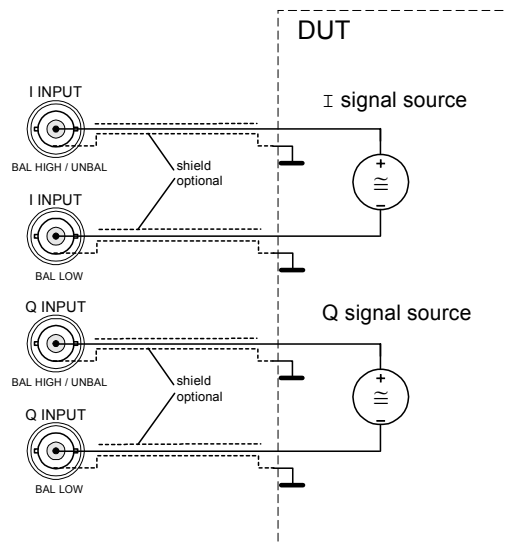 DUT
I INPUT
I signal source
BAL HIGH / UNBAL
shield
optional
+
≅
−
I INPUT
BAL LOW
Q INPUT
Q signal source
BAL HIGH / UNBAL
shield
optional
+
≅
−
Q INPUT
BAL LOW